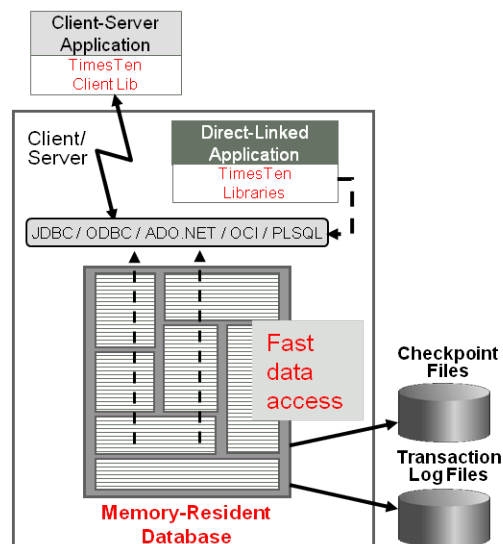 Client-Server
Application
TimesTen
Client Lib
Client/
Server
Direct-Linked
Application
TimesTen
Libraries
JDBC / ODBC / ADO.NET / OCI / PLSQL
Fast
data
access
Checkpoint
Files
Transaction
Log Files
Memory-Resident
Database